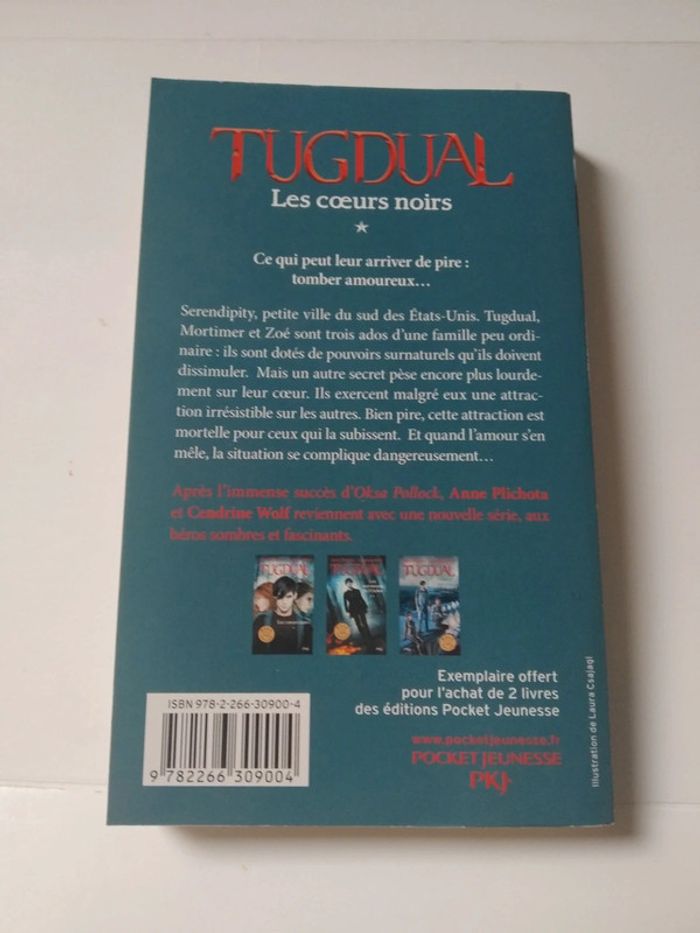 TUGDUAL
Les cœurs noirs
★
Ce qui peut leur arriver de pire :
tomber amoureux…
Serendipity, petite ville du sud des États-Unis. Tugdual,
Mortimer et Zoé sont trois ados d'une famille peu ordi-
naire : ils sont dotés de pouvoirs surnaturels qu'ils doivent
dissimuler. Mais un autre secret pèse encore plus lourde-
ment sur leur cœur. Ils exercent malgré eux une attrac-
tion irrésistible sur les autres. Bien pire, cette attraction est
mortelle pour ceux qui la subissent. Et quand l'amour s'en
mêle, la situation se complique dangereusement…
Après l'immense succès d'Oksa Pollock, Anne Plichota
et Cendrine Wolf reviennent avec une nouvelle série, aux
héros sombres et fascinants.
TUGDUAL
TUGDUAL
TUGDUAL
Exemplaire offert
pour l'achat de 2 livres
des éditions Pocket Jeunesse
www.pocketjeunesse.fr
POCKET JEUNESSE
PKJ·
ISBN 978-2-266-30900-4
9 782266 309004
Illustration de Laura Csajagi